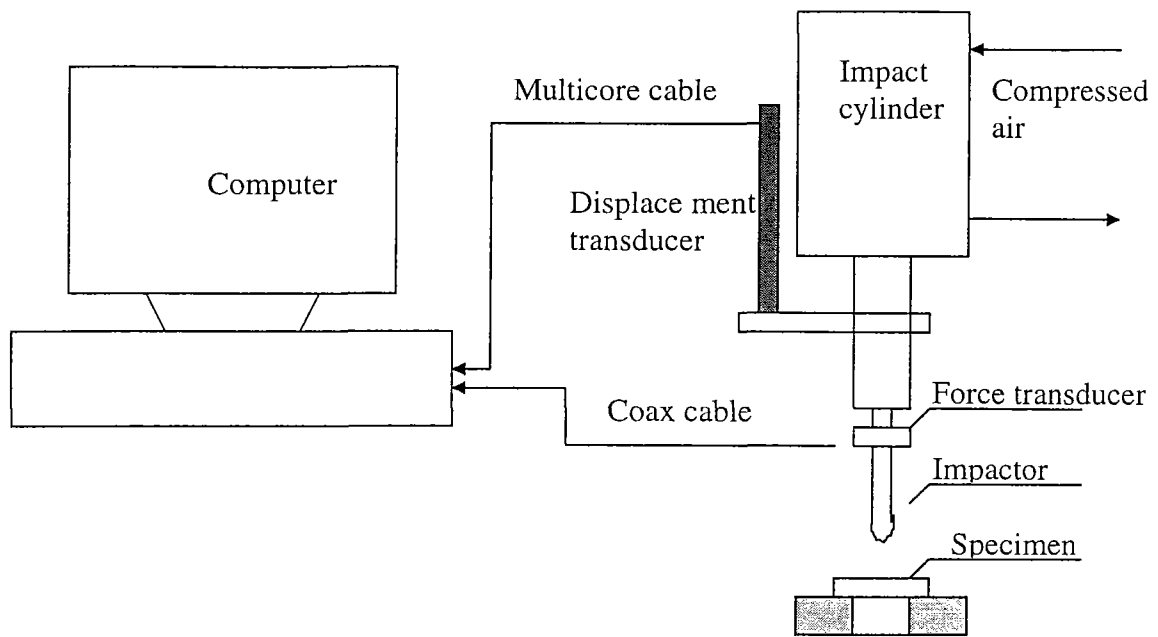 Impact
cylinder
Compressed
air
Multicore cable
Computer
Displace ment
transducer
Force transducer
Coax cable
Impactor
Specimen